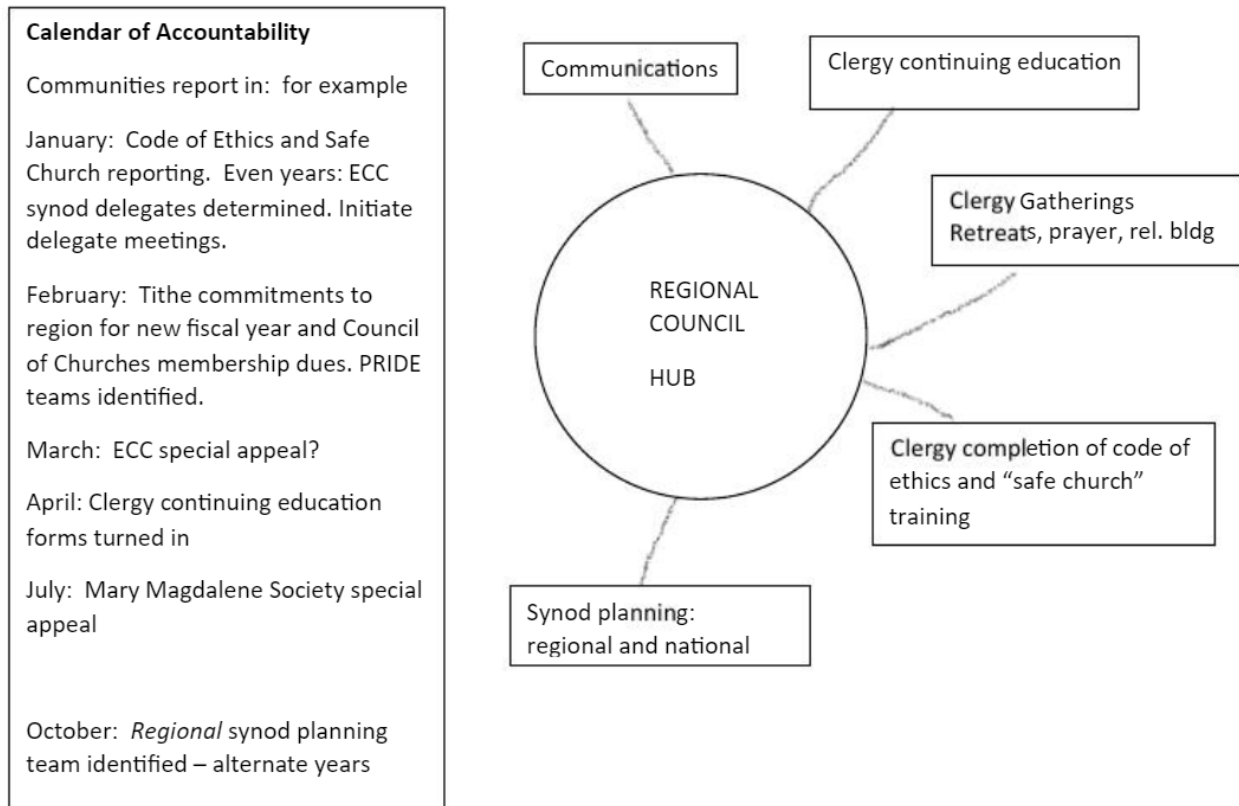 Calendar of Accountability
Communities report in:  for example
January:  Code of Ethics and Safe
Church reporting.  Even years: ECC
synod delegates determined. Initiate
delegate meetings.
February:  Tithe commitments to
region for new fiscal year and Council
of Churches membership dues. PRIDE
teams identified.
March:  ECC special appeal?
April: Clergy continuing education
forms turned in
July:  Mary Magdalene Society special
appeal
October:  Regional synod planning
team identified – alternate years
Communications
Clergy continuing education
Clergy Gatherings
Retreats, prayer, rel. bldg
REGIONAL
COUNCIL
HUB
Clergy completion of code of
ethics and “safe church”
training
Synod planning:
regional and national